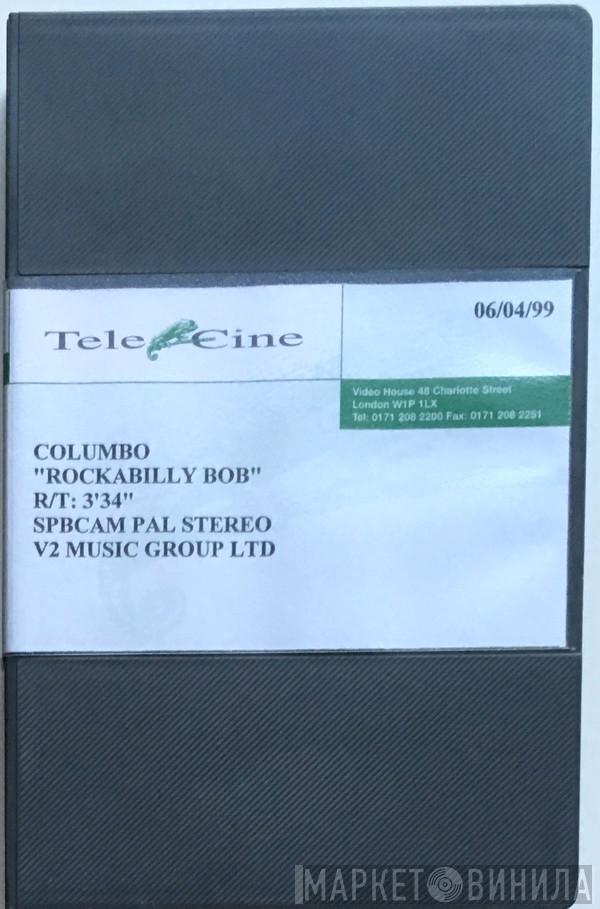 06/04/99
Tele Cine
Video House 48 Charlotte Street
London W1P 1LX
Tel: 0171 208 2200 Fax: 0171 208 2251
COLUMBO
"ROCKABILLY BOB"
R/T: 3'34"
SPBCAM PAL STEREO
V2 MUSIC GROUP LTD
МАРКЕТ ВИНИЛА